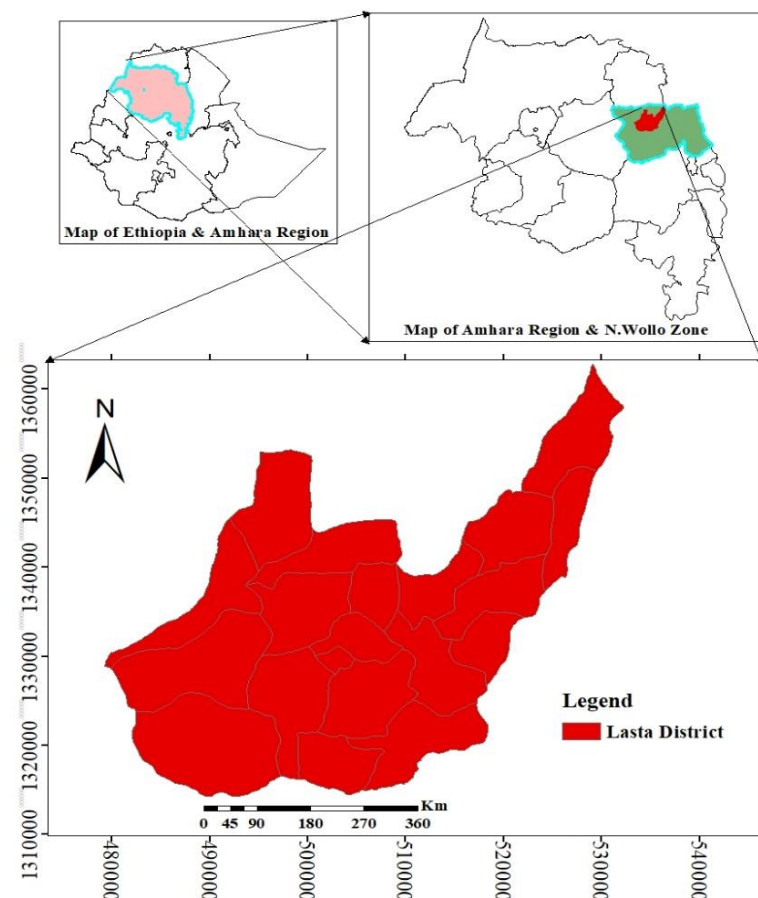 Map of Ethiopia & Amhara Region
Map of Amhara Region & N.Wollo Zone
N
1360000
1350000
1340000
1330000
1320000
1310000
Legend
Lasta District
Km
0 45 90 180 270 360
480000
490000
500000
510000
520000
530000
540000